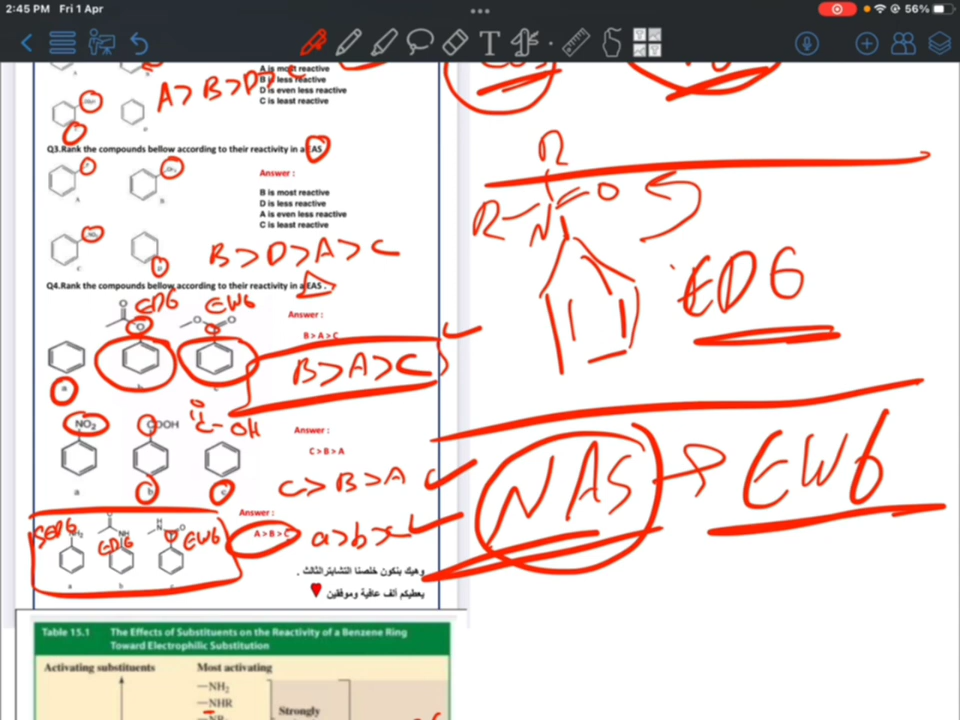 2:45 PM Fri 1 Apr
56%
A is most reactive
B is less reactive
D is even less reactive
C is least reactive
A > B > D > C
Q3.Rank the compounds bellow according to their reactivity in a EAS
Answer :
B is most reactive
D is less reactive
A is even less reactive
C is least reactive
A
B
C
B > D > A > C
Q4.Rank the compounds bellow according to their reactivity in a EAS .
EDG
EWG
O
Answer :
B > A > C
B > A > C
a
NO2
COOH
C - OH
Answer :
C > B > A
C > B > A
a
b
c
Answer :
A > B > C
a > b > c
SEDG
NH2
EDG
NH
EWG
a
b
وهيك بنكون خلصنا التشابتر الثالث .
يعطيكم ألف عافية وموفقين
R
R - N
O
EDG
NAS → EWG
Table 15.1 The Effects of Substituents on the Reactivity of a Benzene Ring
Toward Electrophilic Substitution
Activating substituents
Most activating
—NH2
—NHR
Strongly